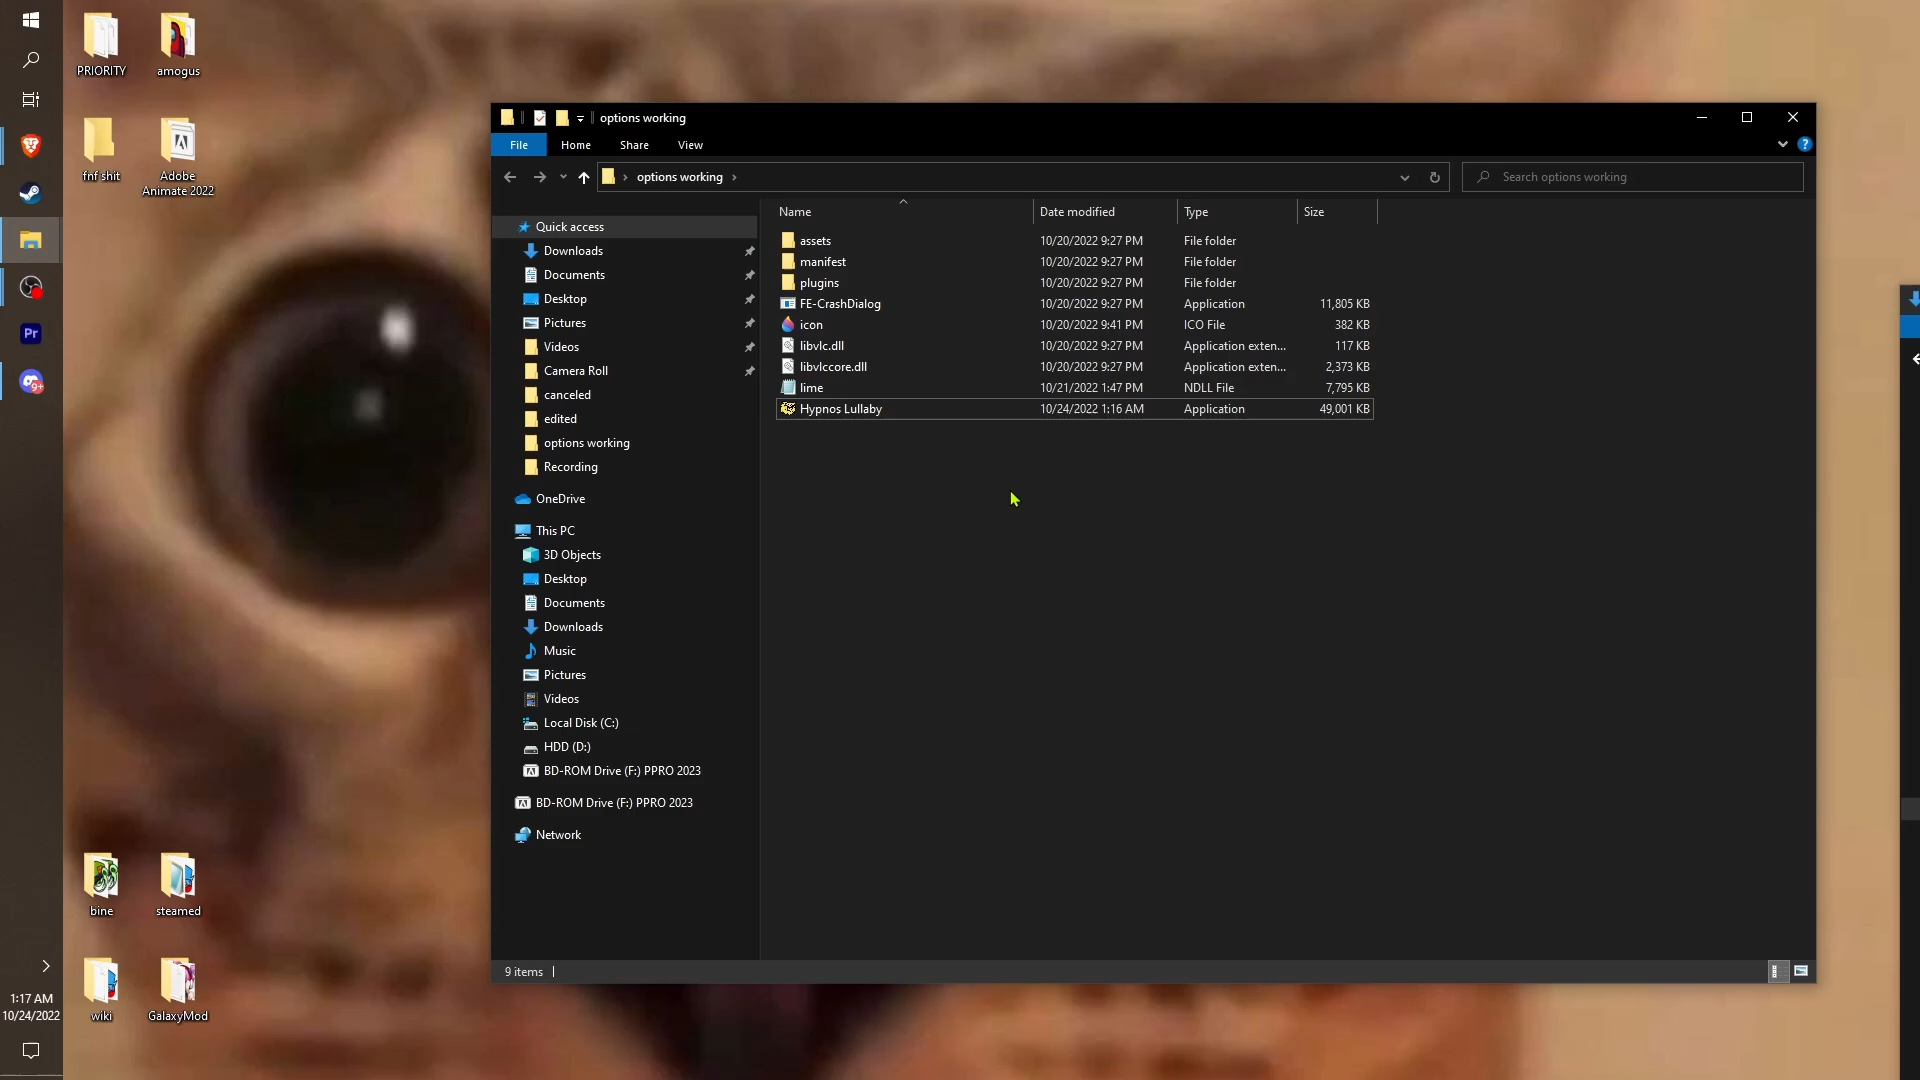 PRIORITY
amogus
fnf shit
Adobe
Animate 2022
bine
steamed
wiki
GalaxyMod
Pr
9+
1:17 AM
10/24/2022
options working
File
Home
Share
View
?
options working
Search options working
Quick access
Downloads
Documents
Desktop
Pictures
Videos
Camera Roll
canceled
edited
options working
Recording
OneDrive
This PC
3D Objects
Desktop
Documents
Downloads
Music
Pictures
Videos
Local Disk (C:)
HDD (D:)
BD-ROM Drive (F:) PPRO 2023
BD-ROM Drive (F:) PPRO 2023
Network
Name Date modified Type Size
assets 10/20/2022 9:27 PM File folder
manifest 10/20/2022 9:27 PM File folder
plugins 10/20/2022 9:27 PM File folder
FE-CrashDialog 10/20/2022 9:27 PM Application 11,805 KB
icon 10/20/2022 9:41 PM ICO File 382 KB
libvlc.dll 10/20/2022 9:27 PM Application exten... 117 KB
libvlccore.dll 10/20/2022 9:27 PM Application exten... 2,373 KB
lime 10/21/2022 1:47 PM NDLL File 7,795 KB
Hypnos Lullaby 10/24/2022 1:16 AM Application 49,001 KB
9 items